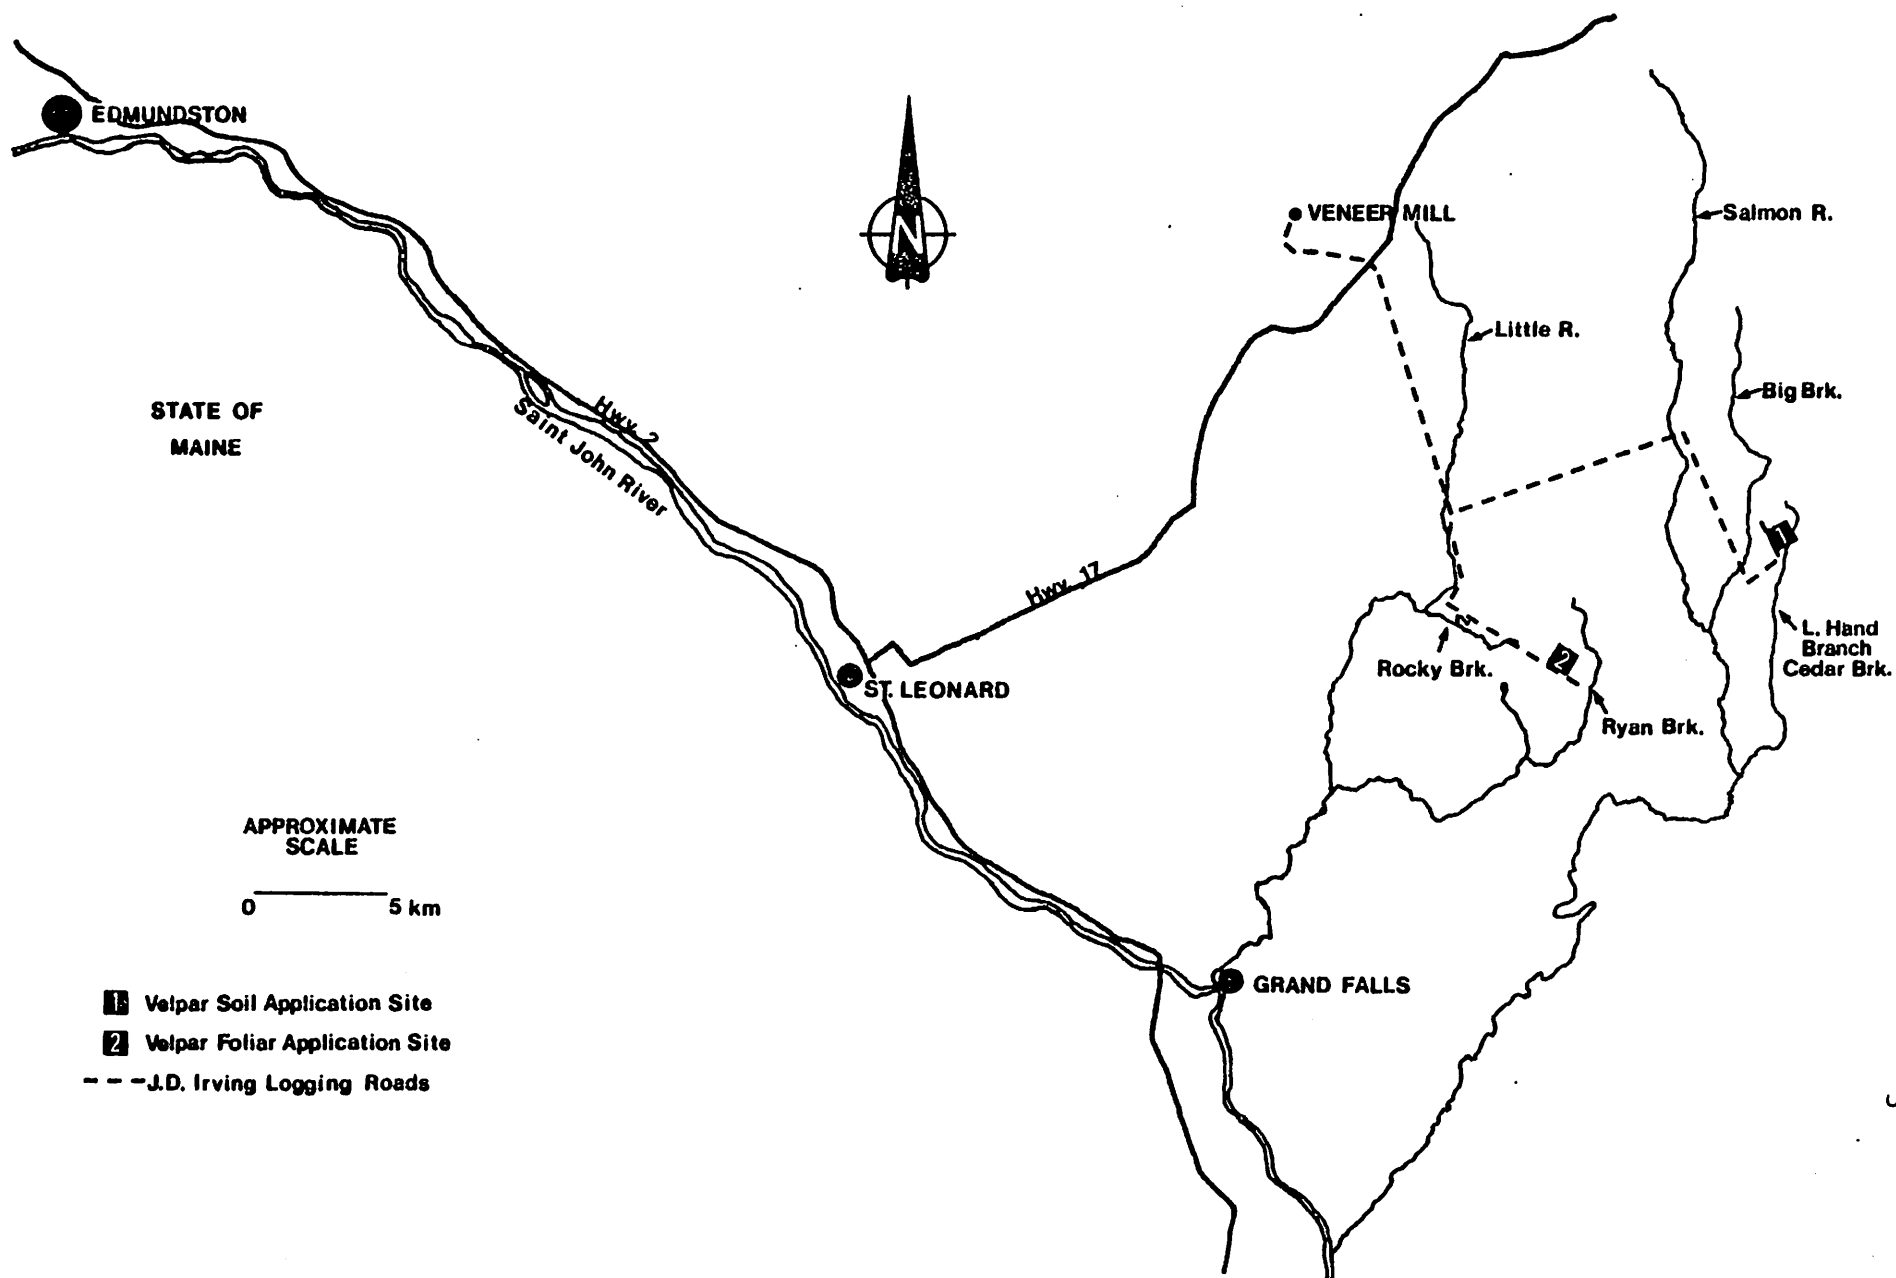 EDMUNDSTON
N
VENEER MILL
Salmon R.
Little R.
Big Brk.
STATE OF
MAINE
Hwy. 2
Saint John River
1
Hwy. 17
L. Hand
Branch
Cedar Brk.
2
Rocky Brk.
ST. LEONARD
Ryan Brk.
APPROXIMATE
SCALE
0 5 km
GRAND FALLS
1 Velpar Soil Application Site
2 Velpar Foliar Application Site
J.D. Irving Logging Roads